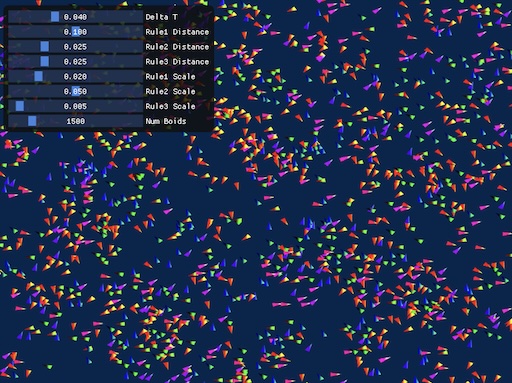 0.040 Delta T
0.100 Rule1 Distance
0.025 Rule2 Distance
0.025 Rule3 Distance
0.020 Rule1 Scale
0.050 Rule2 Scale
0.005 Rule3 Scale
1500 Num Boids